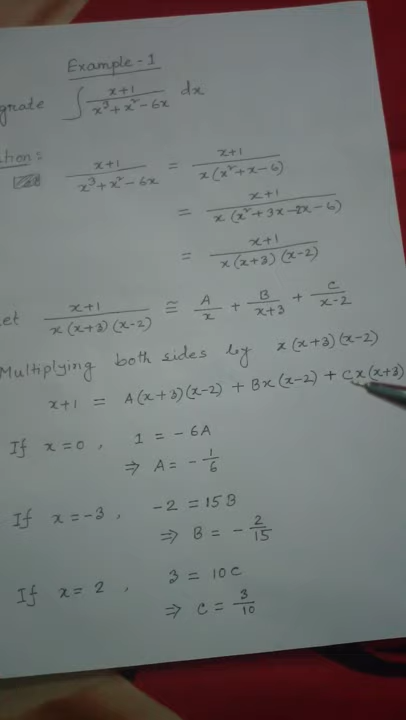 Example-1
∫ x+1 / x³+x²-6x dx
x+1 / x³+x²-6x = x+1 / x(x²+x-6)
= x+1 / x(x²+3x-2x-6)
= x+1 / x(x+3)(x-2)
x+1 / x(x+3)(x-2) ≅ A/x + B/x+3 + C/x-2
Multiplying both sides by x(x+3)(x-2)
x+1 = A(x+3)(x-2) + Bx(x-2) + Cx(x+3)
If x=0, 1 = -6A
⇒ A = -1/6
If x=-3, -2 = 15B
⇒ B = -2/15
If x=2, 3 = 10C
⇒ C = 3/10